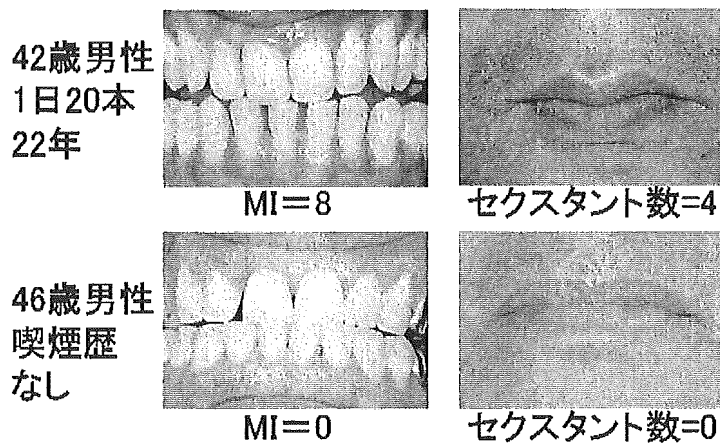 42歳男性
1日20本
22年
MI=8
セクスタント数=4
46歳男性
喫煙歴
なし
MI=0
セクスタント数=0